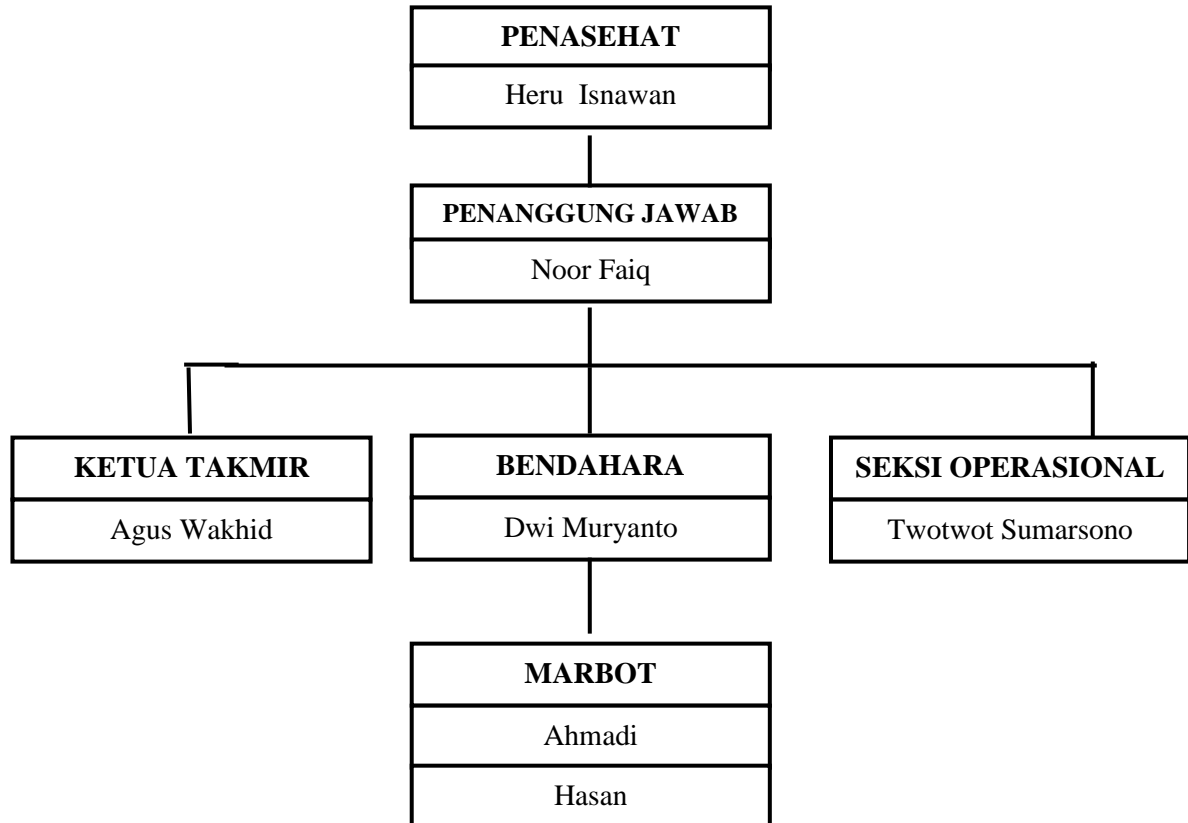 PENASEHAT
Heru Isnawan
PENANGGUNG JAWAB
Noor Faiq
KETUA TAKMIR
Agus Wakhid
BENDAHARA
Dwi Muryanto
SEKSI OPERASIONAL
Twotwot Sumarsono
MARBOT
Ahmadi
Hasan